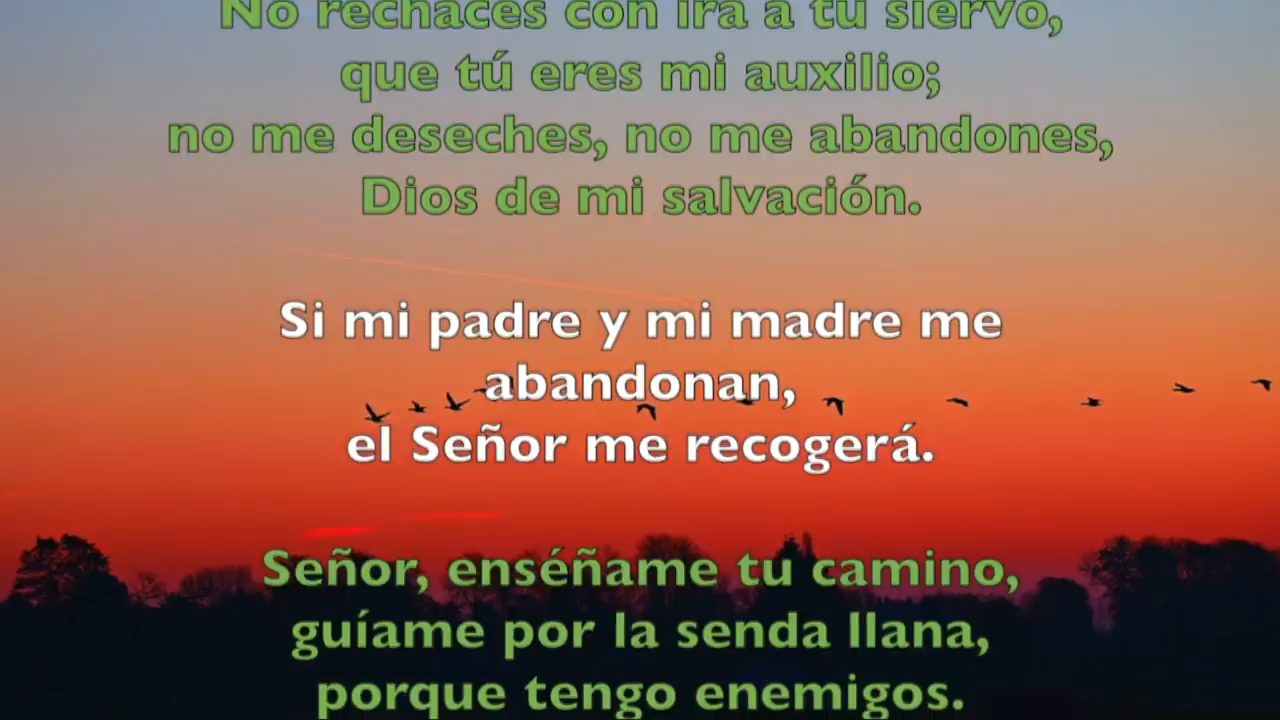 No rechaces con ira a tu siervo,
que tú eres mi auxilio;
no me deseches, no me abandones,
Dios de mi salvación.
Si mi padre y mi madre me
abandonan,
el Señor me recogerá.
Señor, enséñame tu camino,
guíame por la senda llana,
porque tengo enemigos.